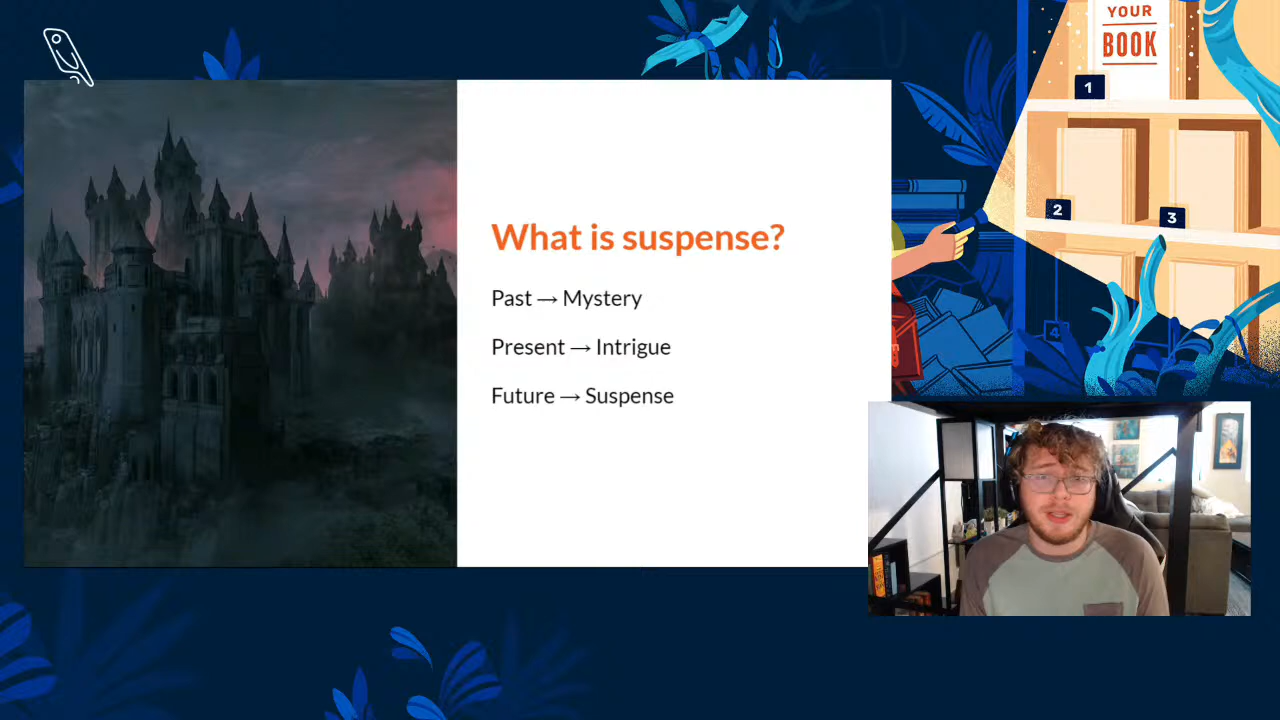 YOUR
BOOK
1
2
3
4
What is suspense?
Past → Mystery
Present → Intrigue
Future → Suspense